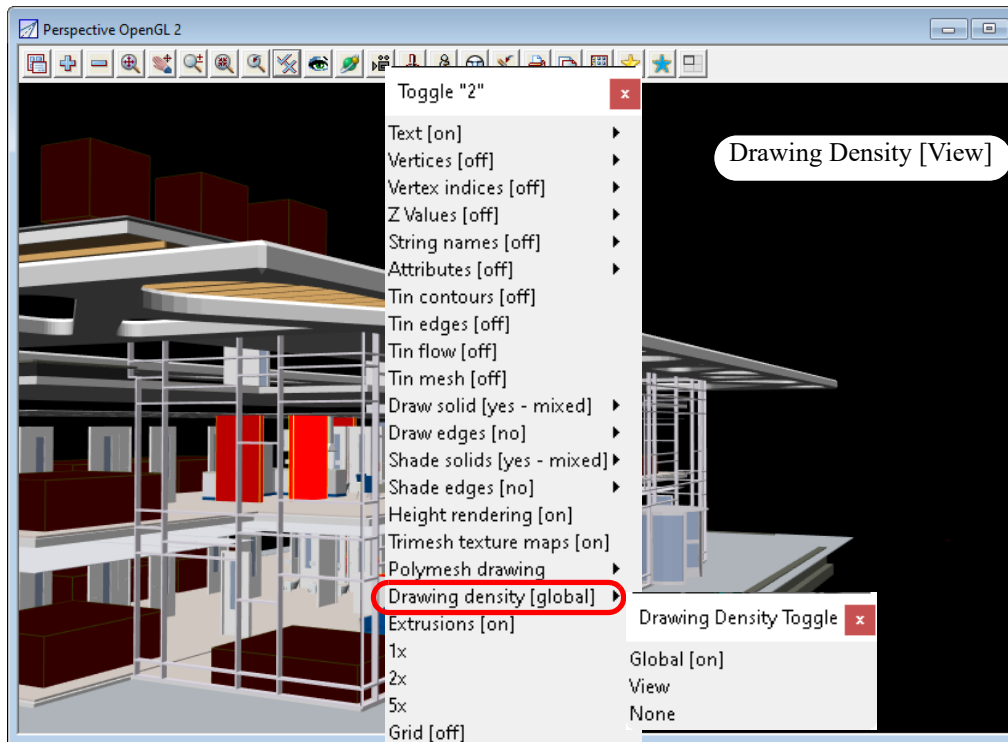 Perspective OpenGL 2
Toggle "2"
Drawing Density [View]
Text [on]
Vertices [off]
Vertex indices [off]
Z Values [off]
String names [off]
Attributes [off]
Tin contours [off]
Tin edges [off]
Tin flow [off]
Tin mesh [off]
Draw solid [yes - mixed]
Draw edges [no]
Shade solids [yes - mixed]
Shade edges [no]
Height rendering [on]
Trimesh texture maps [on]
Polymesh drawing
Drawing density [global]
Extrusions [on]
1x
2x
5x
Grid [off]
Drawing Density Toggle
Global [on]
View
None